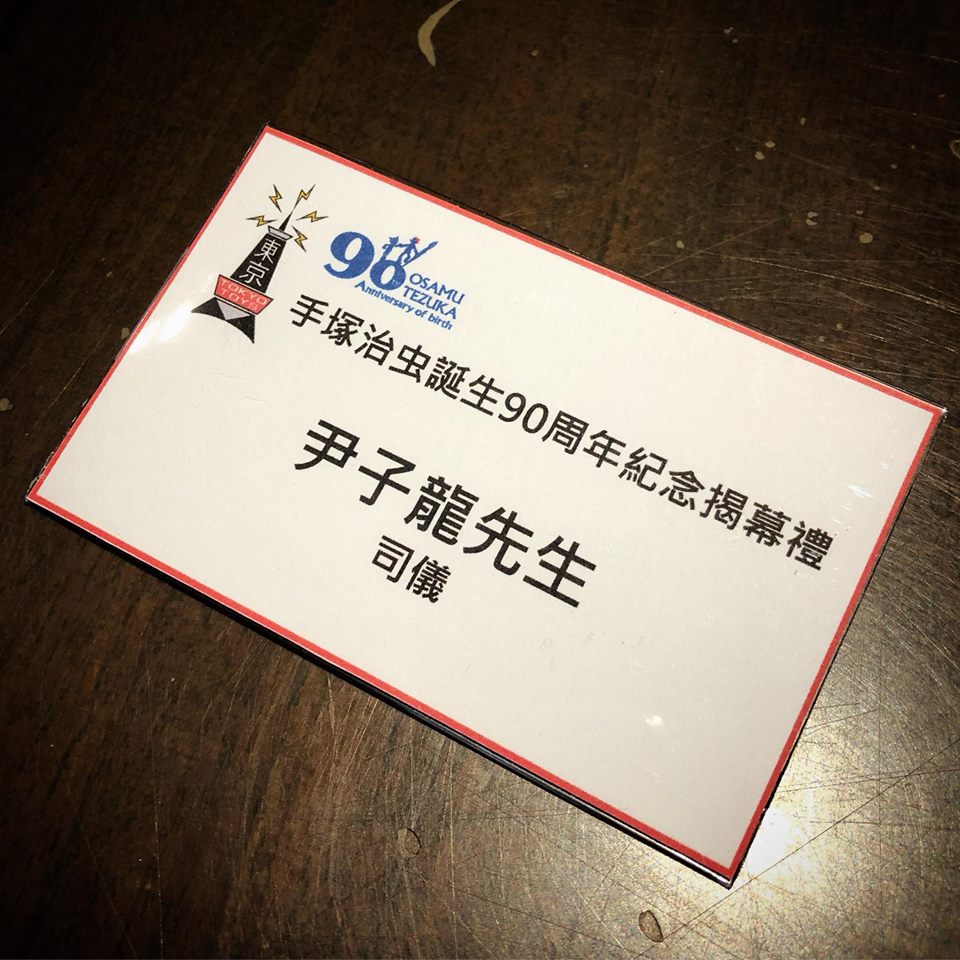 東京
TOKYO
TOYS
90
OSAMU
TEZUKA
Anniversary of birth
手塚治虫誕生90周年紀念揭幕禮
尹子龍先生
司儀